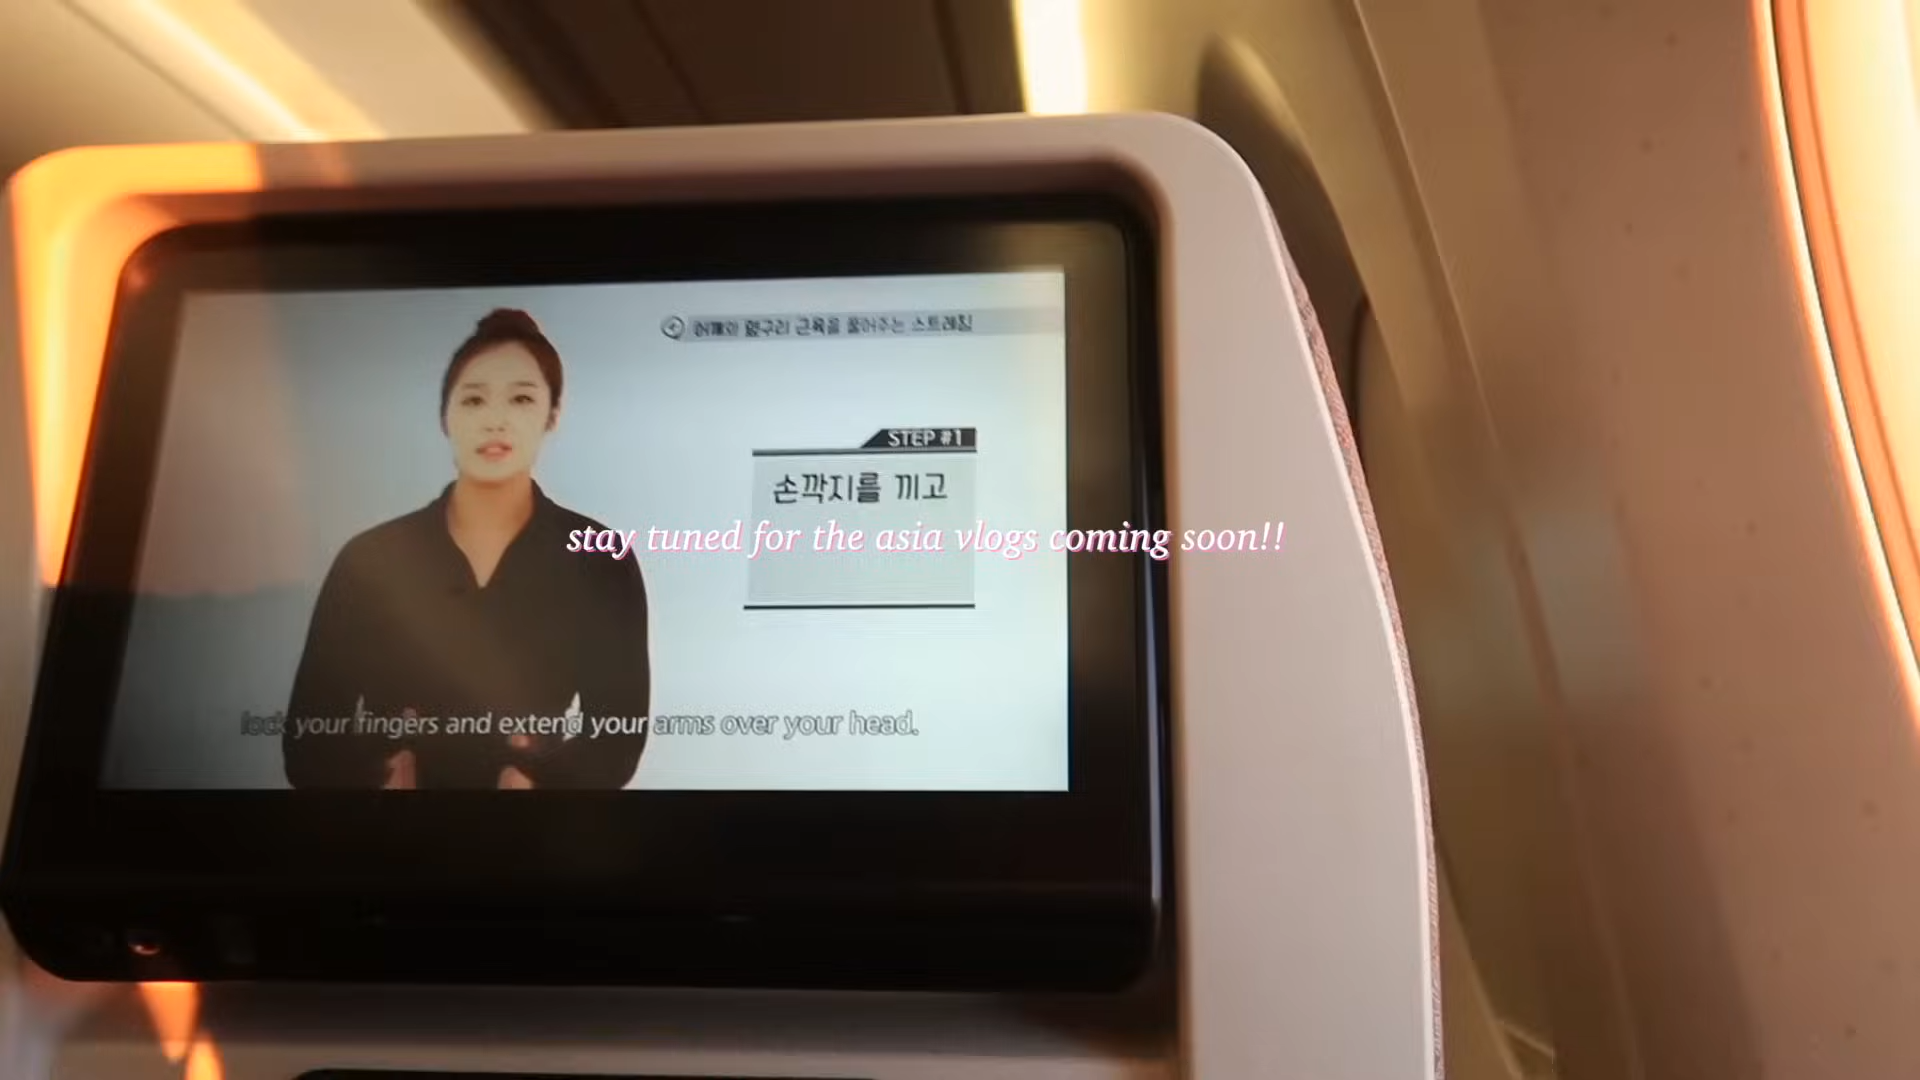 어깨와 옆구리 근육을 풀어주는 스트레칭
STEP #1
손깍지를 끼고
stay tuned for the asia vlogs coming soon!!
lock your fingers and extend your arms over your head.